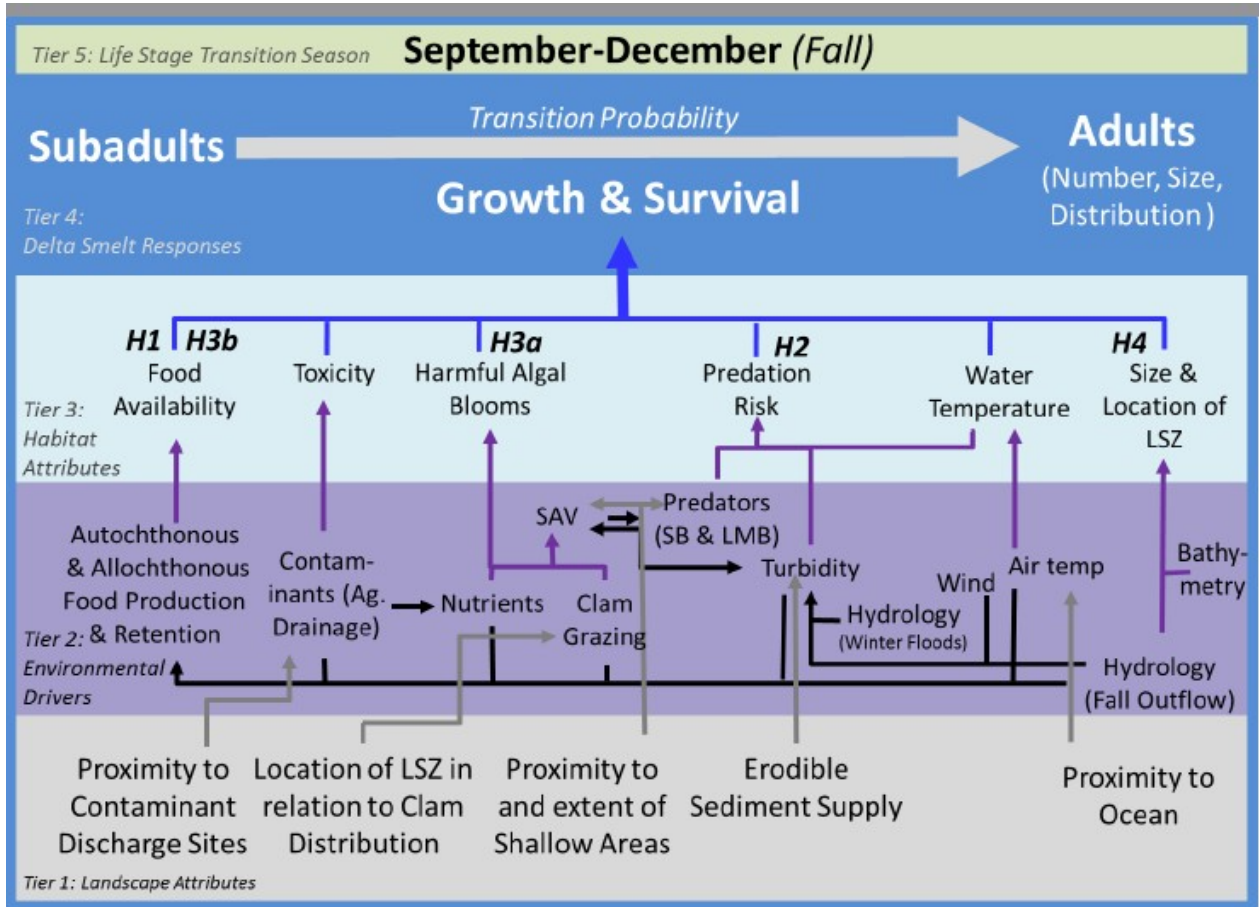 Tier 5: Life Stage Transition Season September-December (Fall)
Transition Probability
Subadults
Adults
(Number, Size,
Distribution )
Growth & Survival
Tier 4:
Delta Smelt Responses
H1 H3b
H3a
H2
H4
Food
Availability
Toxicity
Harmful Algal
Blooms
Predation
Risk
Water
Temperature
Size &
Location of
LSZ
Tier 3:
Habitat
Attributes
Autochthonous
& Allochthonous
Food Production
& Retention
Contam-
inants (Ag.
Drainage)
Nutrients
SAV
Clam
Grazing
Predators
(SB & LMB)
Turbidity
Hydrology
(Winter Floods)
Wind
Air temp
Bathy-
metry
Hydrology
(Fall Outflow)
Tier 2:
Environmental
Drivers
Proximity to
Contaminant
Discharge Sites
Location of LSZ in
relation to Clam
Distribution
Proximity to
and extent of
Shallow Areas
Erodible
Sediment Supply
Proximity to
Ocean
Tier 1: Landscape Attributes